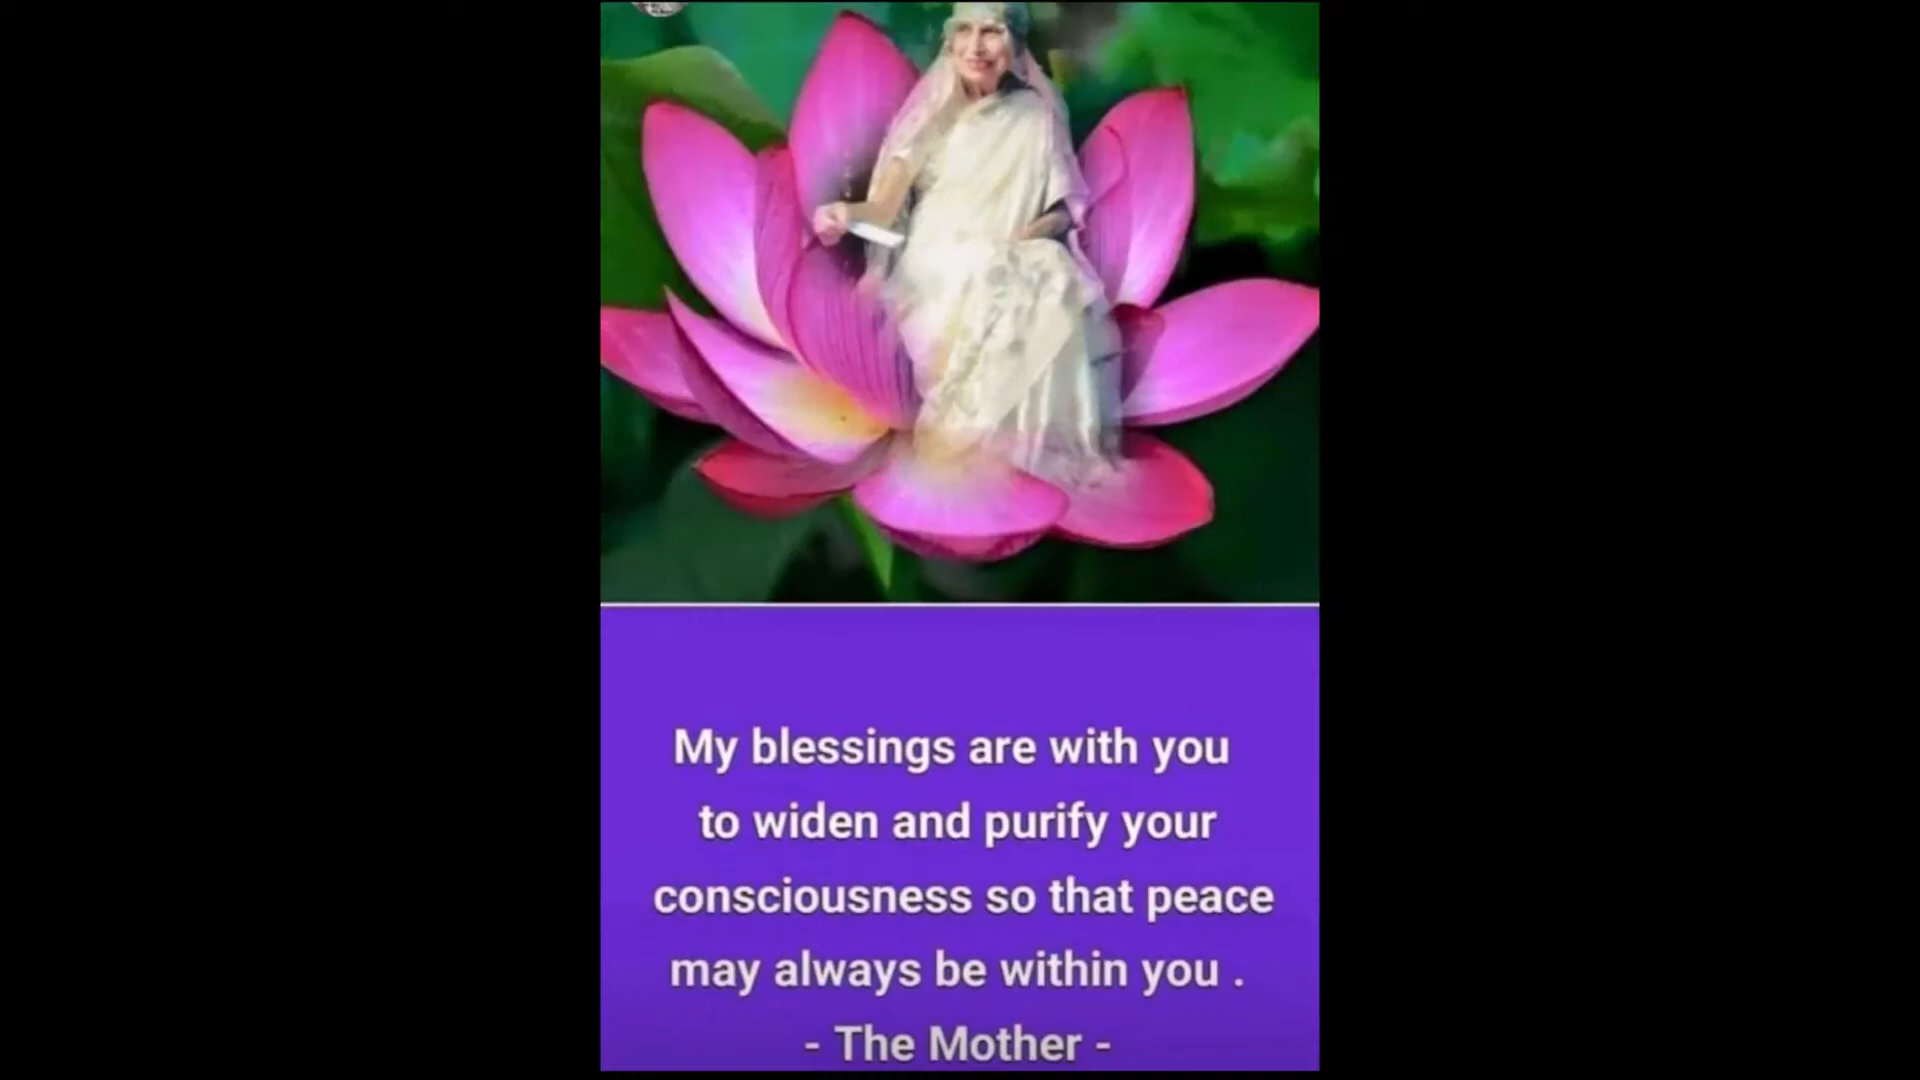 My blessings are with you
to widen and purify your
consciousness so that peace
may always be within you .
- The Mother -